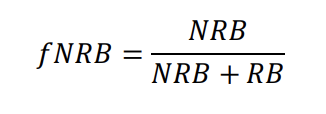 fNRB = NRB / NRB + RB